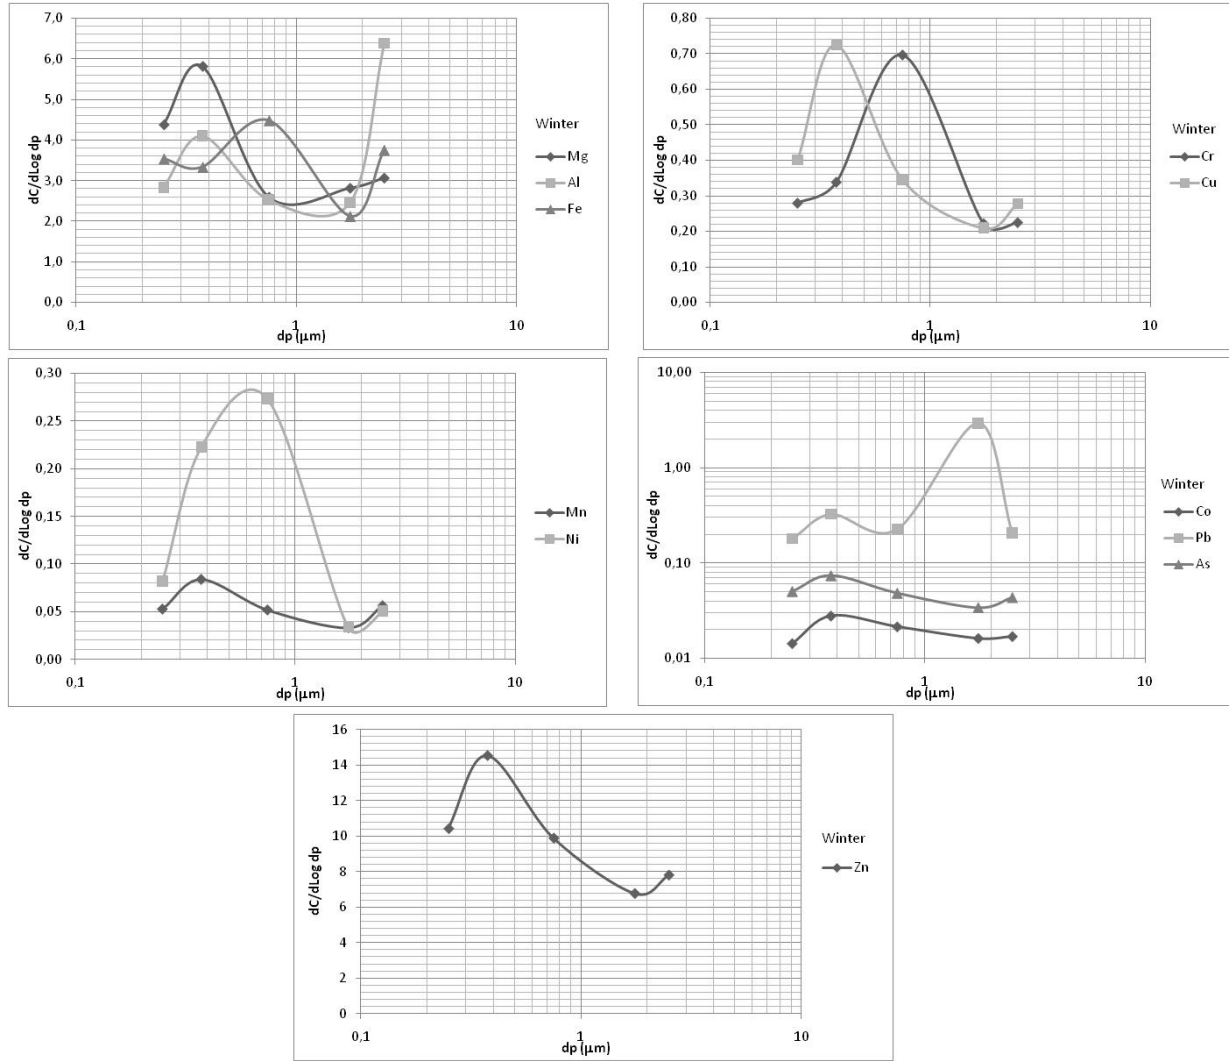 7,0
6,0
5,0
4,0
3,0
2,0
1,0
0,0
dC/dLog dp
0,1
1
10
dp (µm)
Winter
Mg
Al
Fe
0,80
0,70
0,60
0,50
0,40
0,30
0,20
0,10
0,00
dC/dLog dp
0,1
1
10
dp (µm)
Winter
Cr
Cu
0,30
0,25
0,20
0,15
0,10
0,05
0,00
dC/dLog dp
0,1
1
10
dp (µm)
Mn
Ni
10,00
1,00
0,10
0,01
dC/dLog dp
0,1
1
10
dp (µm)
Winter
Co
Pb
As
16
14
12
10
8
6
4
2
0
dC/dLog dp
0,1
1
10
dp (µm)
Winter
Zn